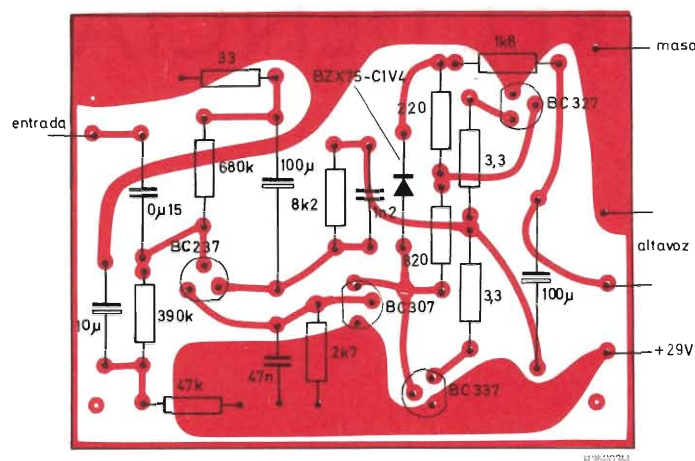 masa
33
1k8
BZX75-C1V4
BC327
220
entrada
680k
100µ
3,3
8k2
1n2
0µ15
BC237
820
altavoz
BC307
3,3
100µ
10µ
390k
+29V
47n
2k7
BC337
47k